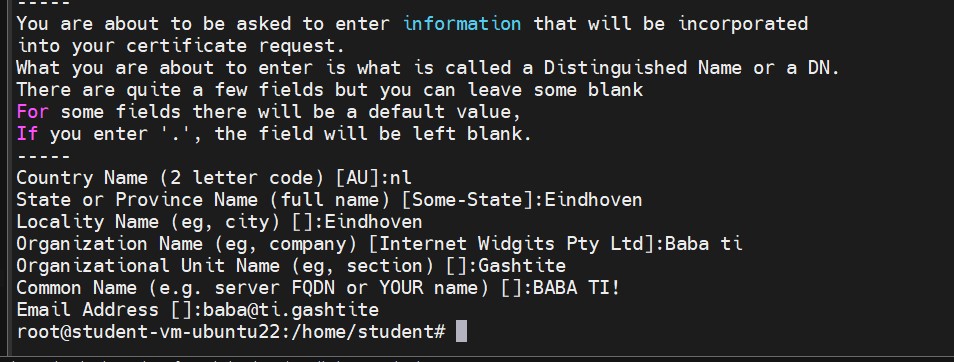 -----
You are about to be asked to enter information that will be incorporated
into your certificate request.
What you are about to enter is what is called a Distinguished Name or a DN.
There are quite a few fields but you can leave some blank
For some fields there will be a default value,
If you enter '.', the field will be left blank.
-----
Country Name (2 letter code) [AU]:nl
State or Province Name (full name) [Some-State]:Eindhoven
Locality Name (eg, city) []:Eindhoven
Organization Name (eg, company) [Internet Widgits Pty Ltd]:Baba ti
Organizational Unit Name (eg, section) []:Gashtite
Common Name (e.g. server FQDN or YOUR name) []:BABA TI!
Email Address []:baba@ti.gashtite
root@student-vm-ubuntu22:/home/student#